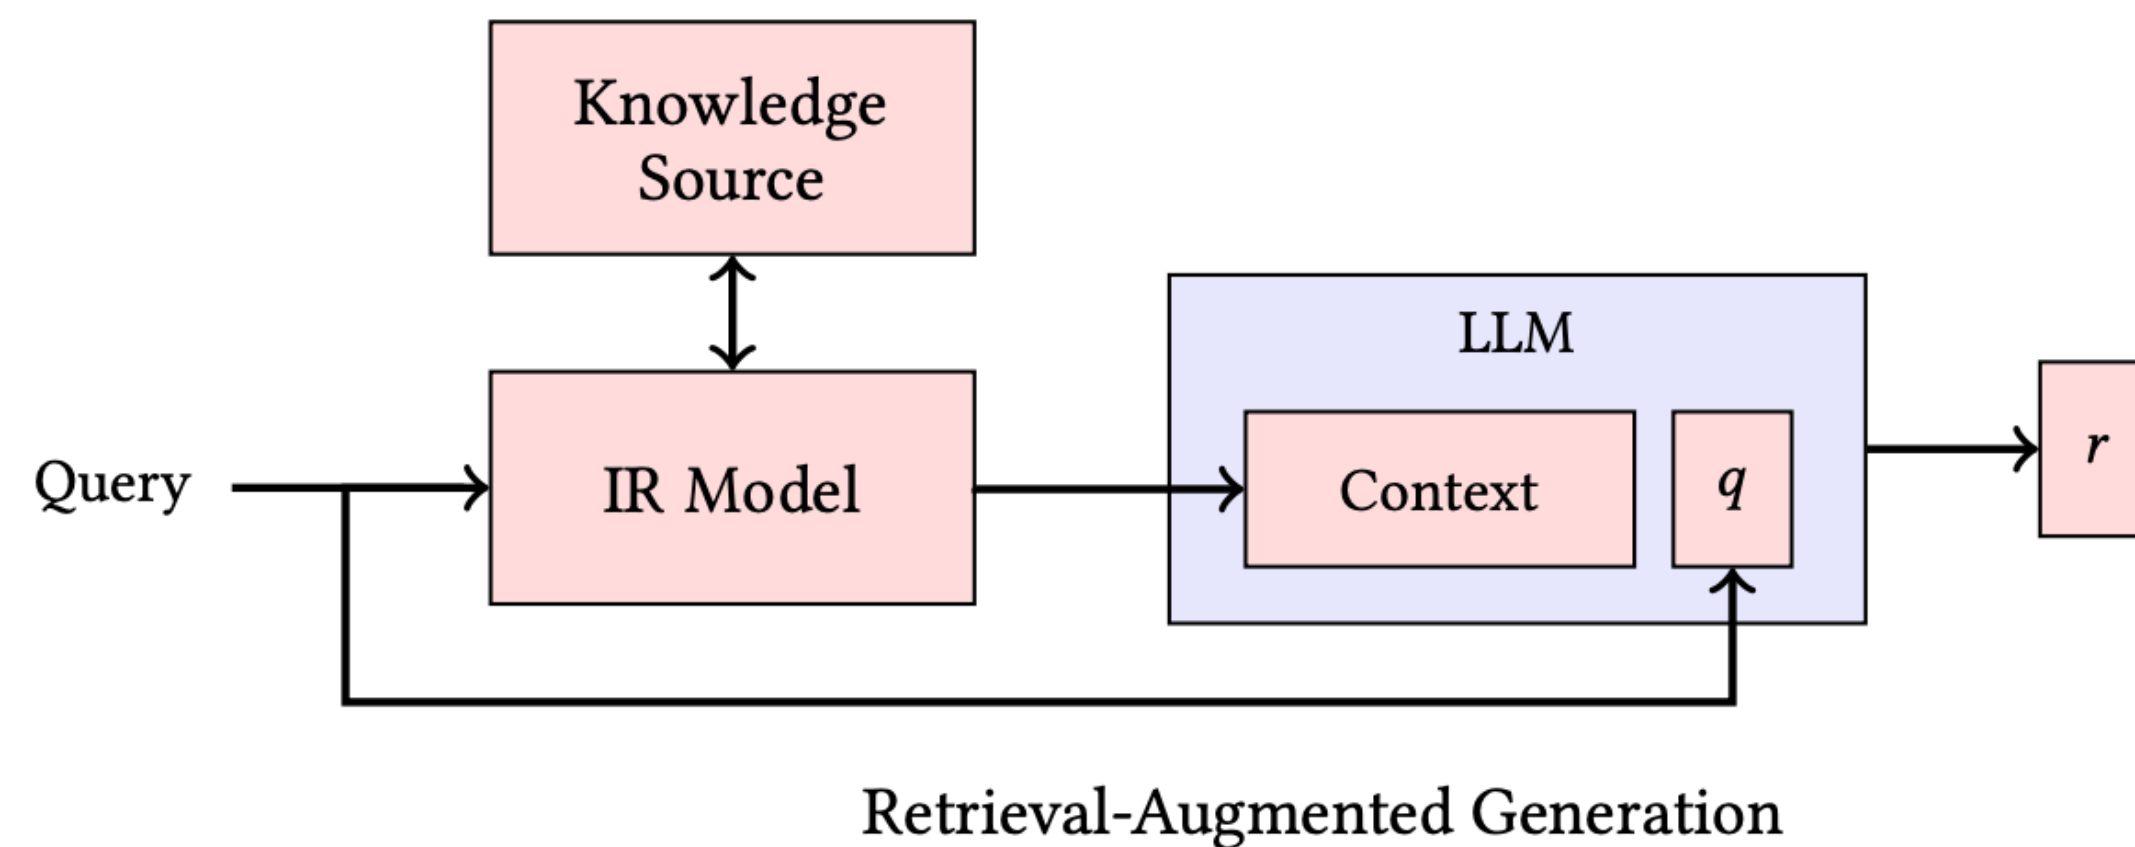 Knowledge
Source
LLM
Query
IR Model
Context
q
r
Retrieval-Augmented Generation